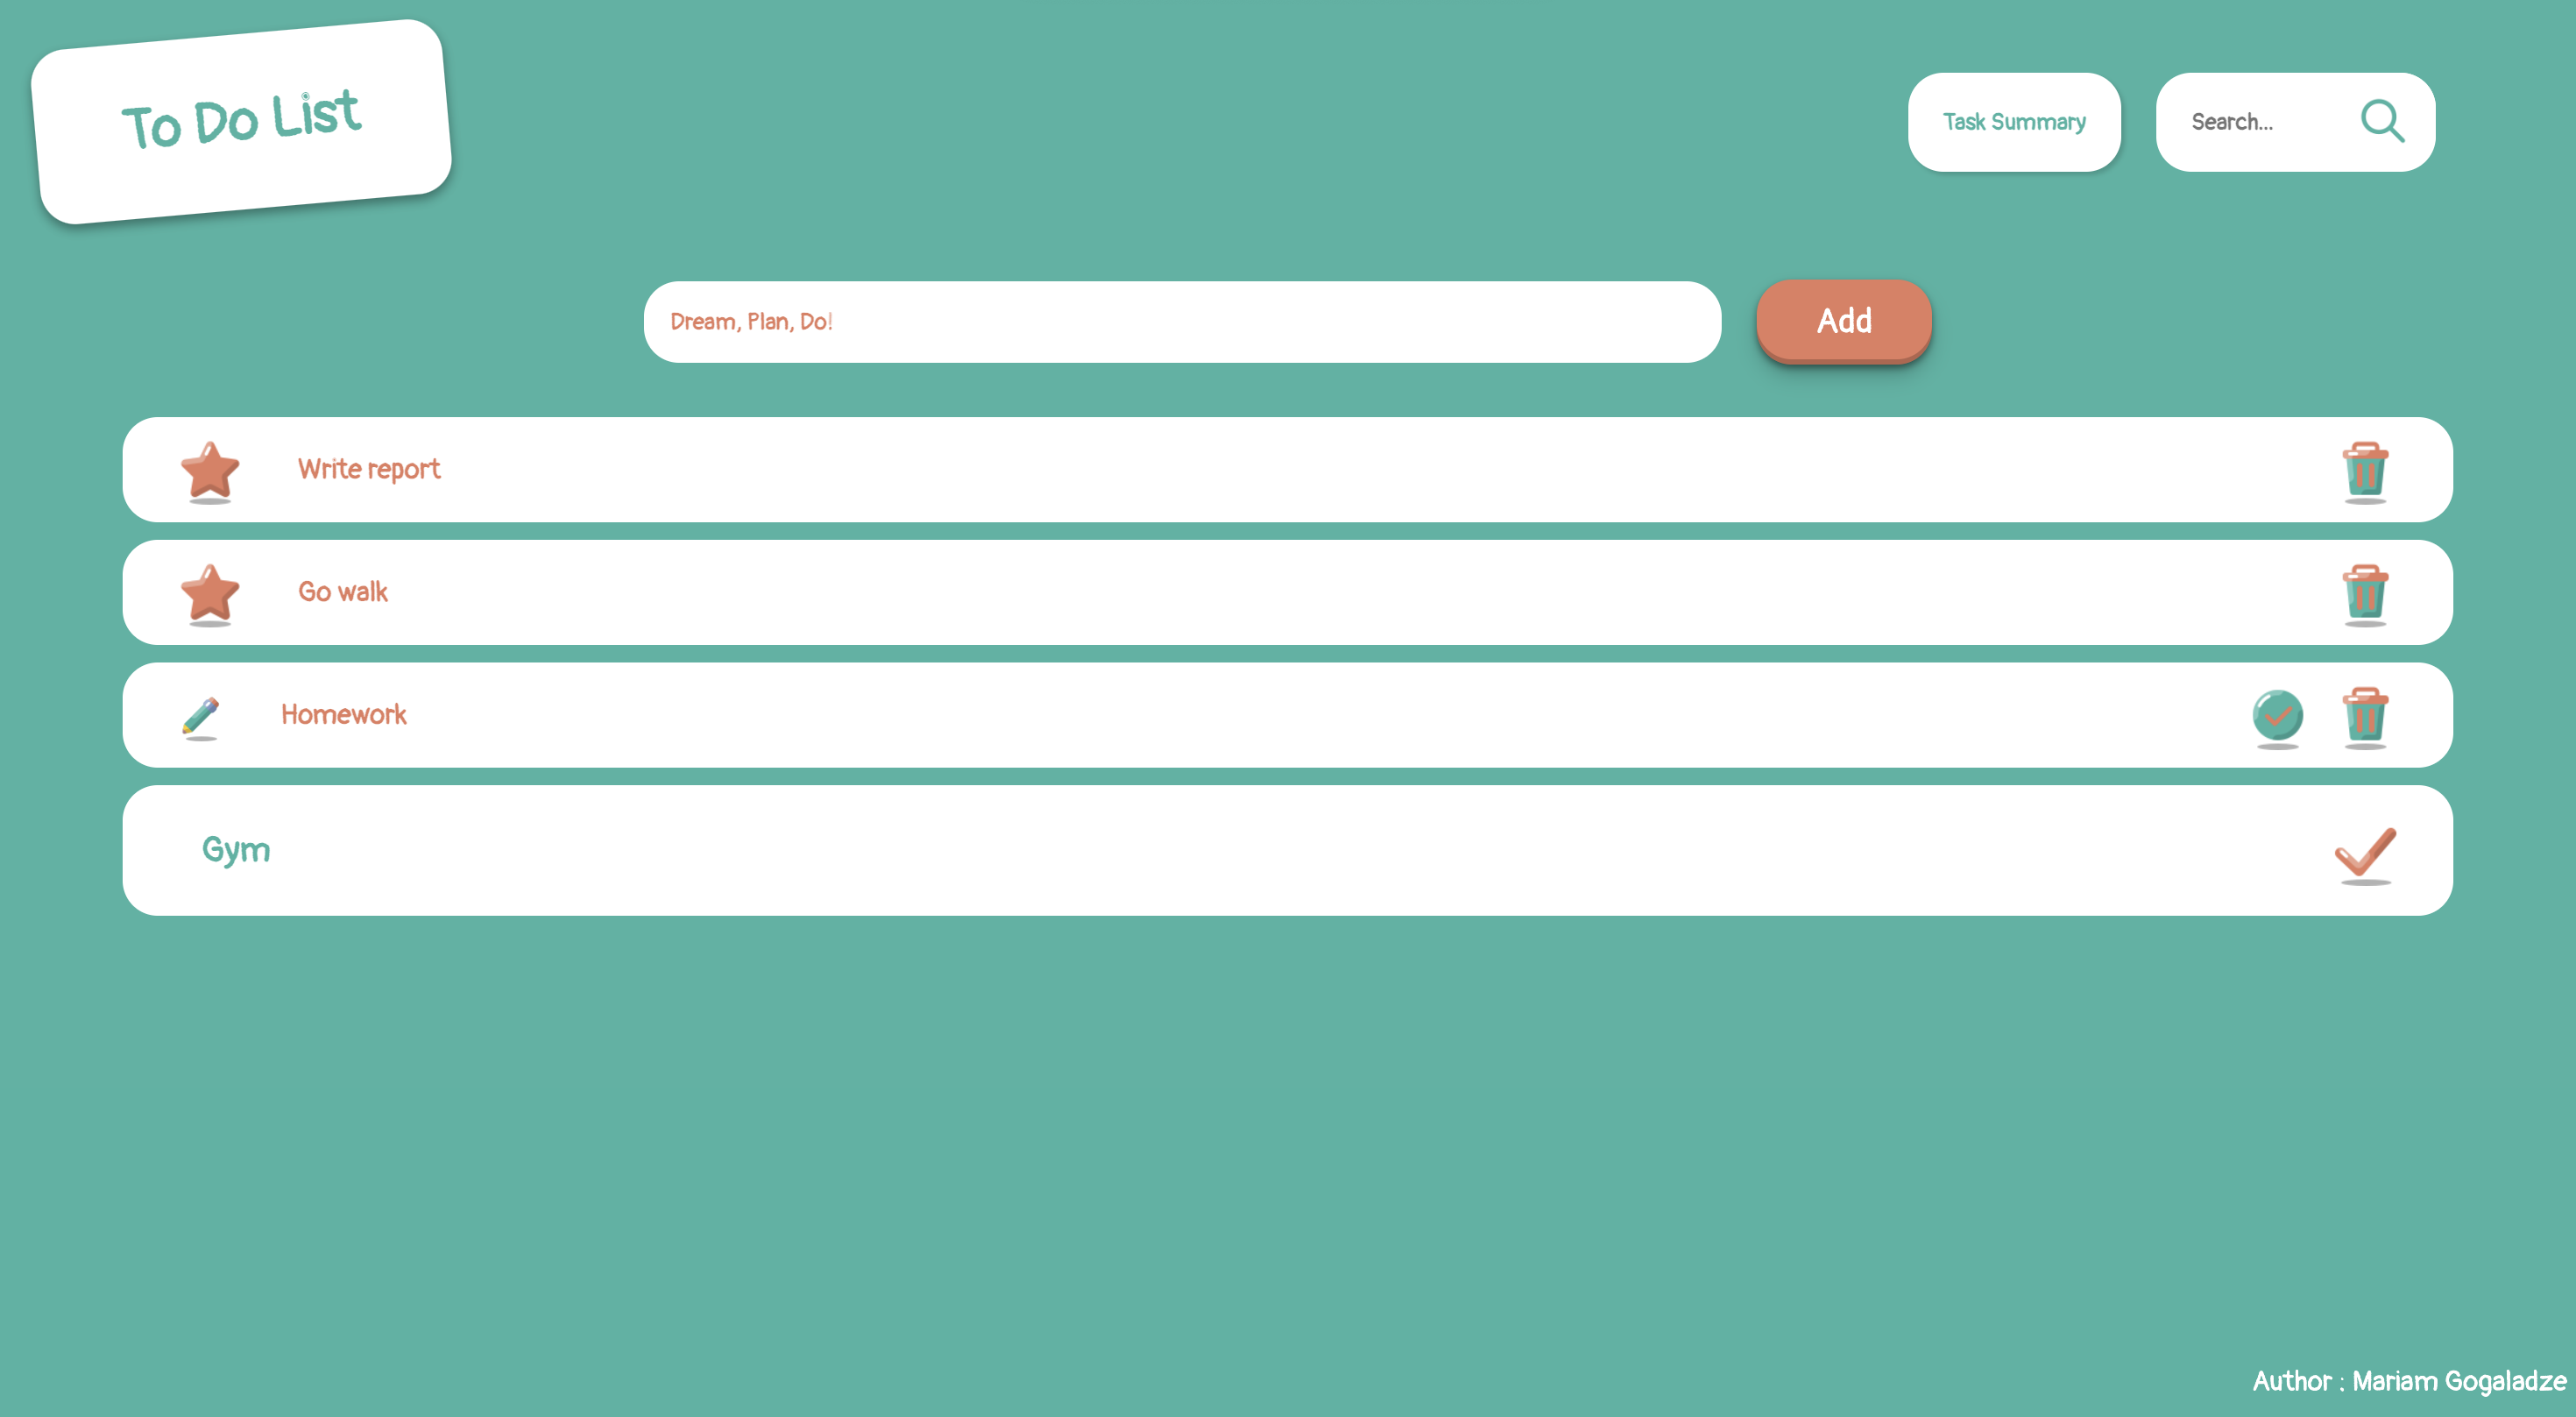 To Do List
Task Summary
Search...
Dream, Plan, Do!
Add
Write report
Go walk
Homework
Gym
Author : Mariam Gogaladze